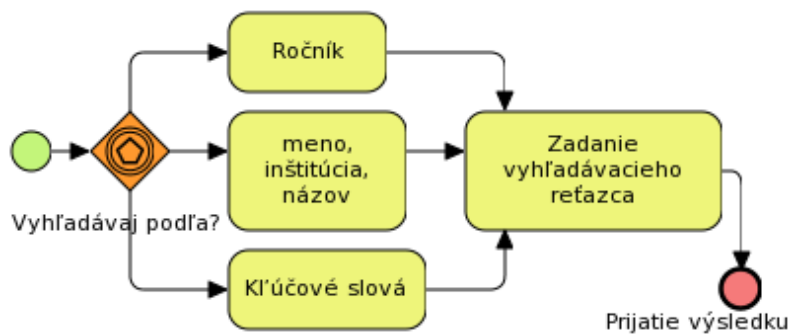 Ročník
meno,
inštitúcia,
názov
Zadanie
vyhľadávacieho
reťazca
Vyhľadávaj podľa?
Kľúčové slová
Prijatie výsledku